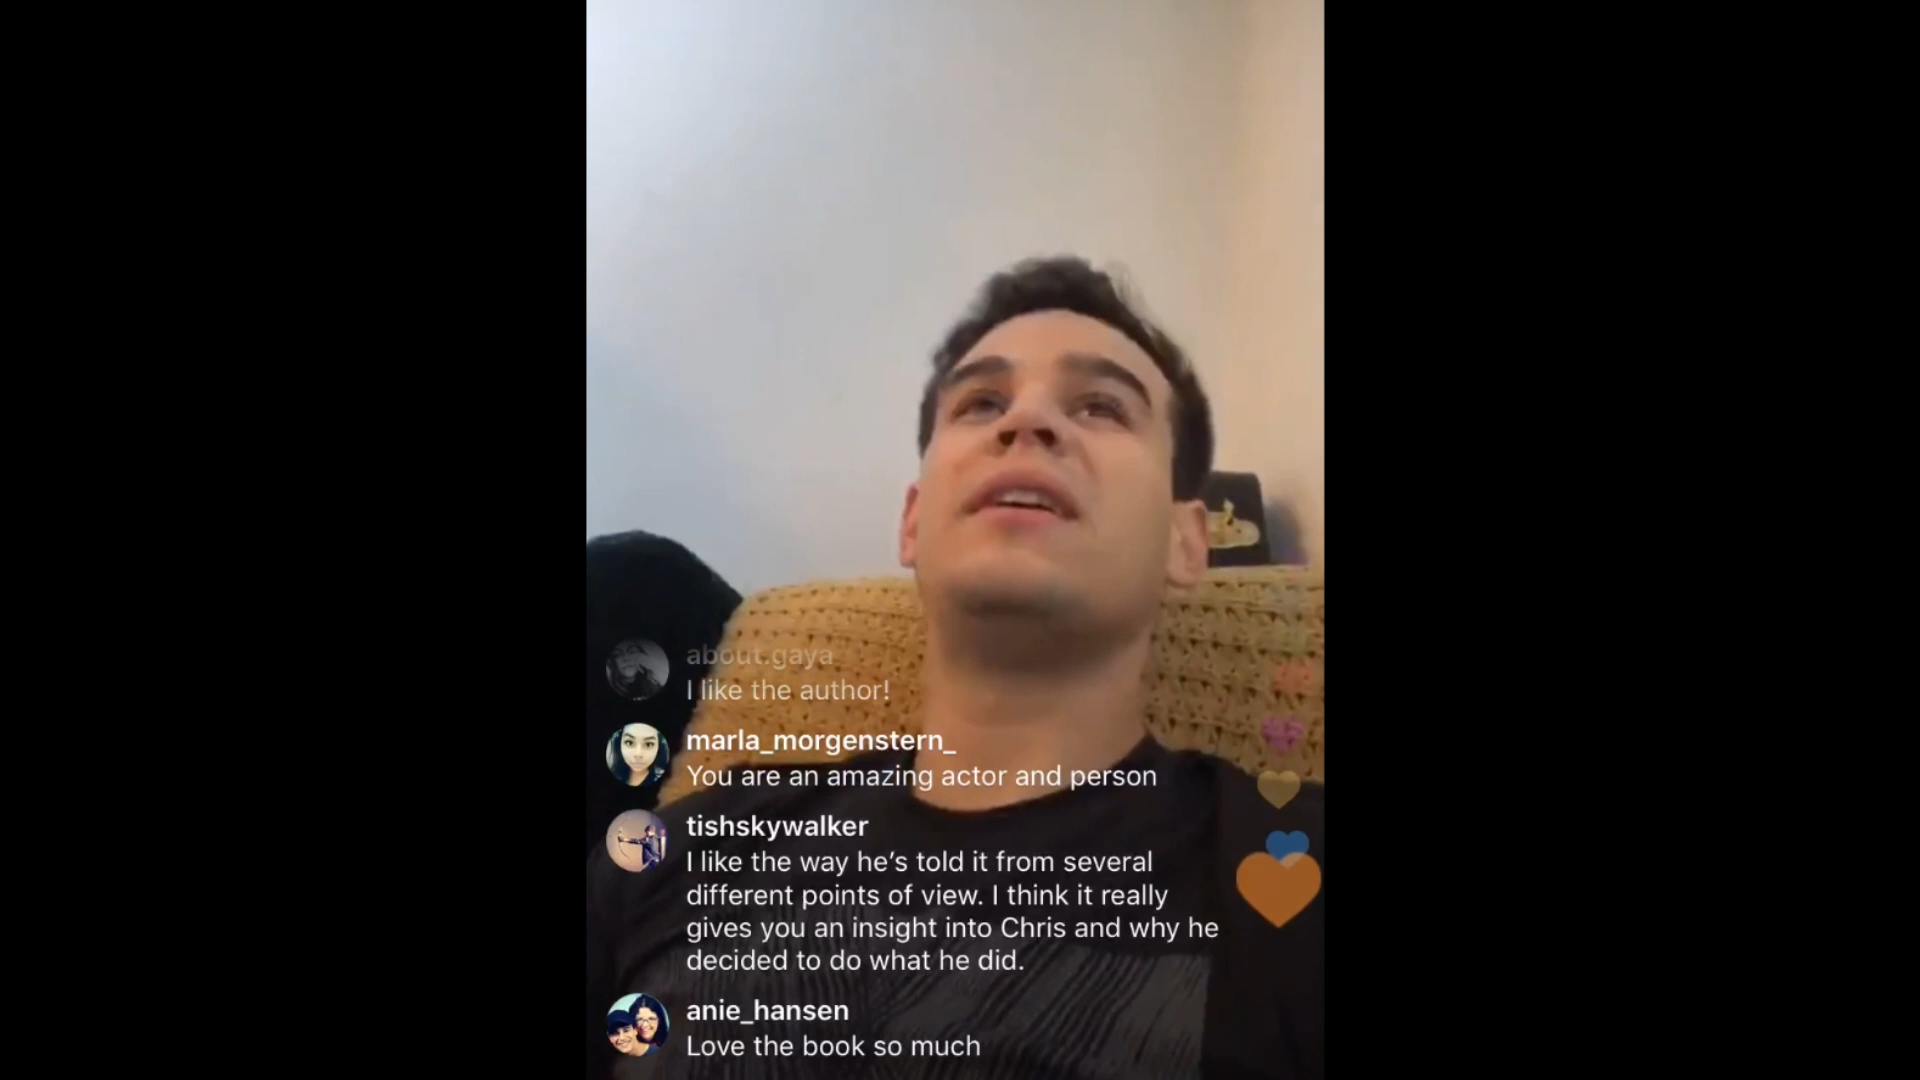 about.gaya
I like the author!
marla_morgenstern_
You are an amazing actor and person
tishskywalker
I like the way he’s told it from several
different points of view. I think it really
gives you an insight into Chris and why he
decided to do what he did.
anie_hansen
Love the book so much